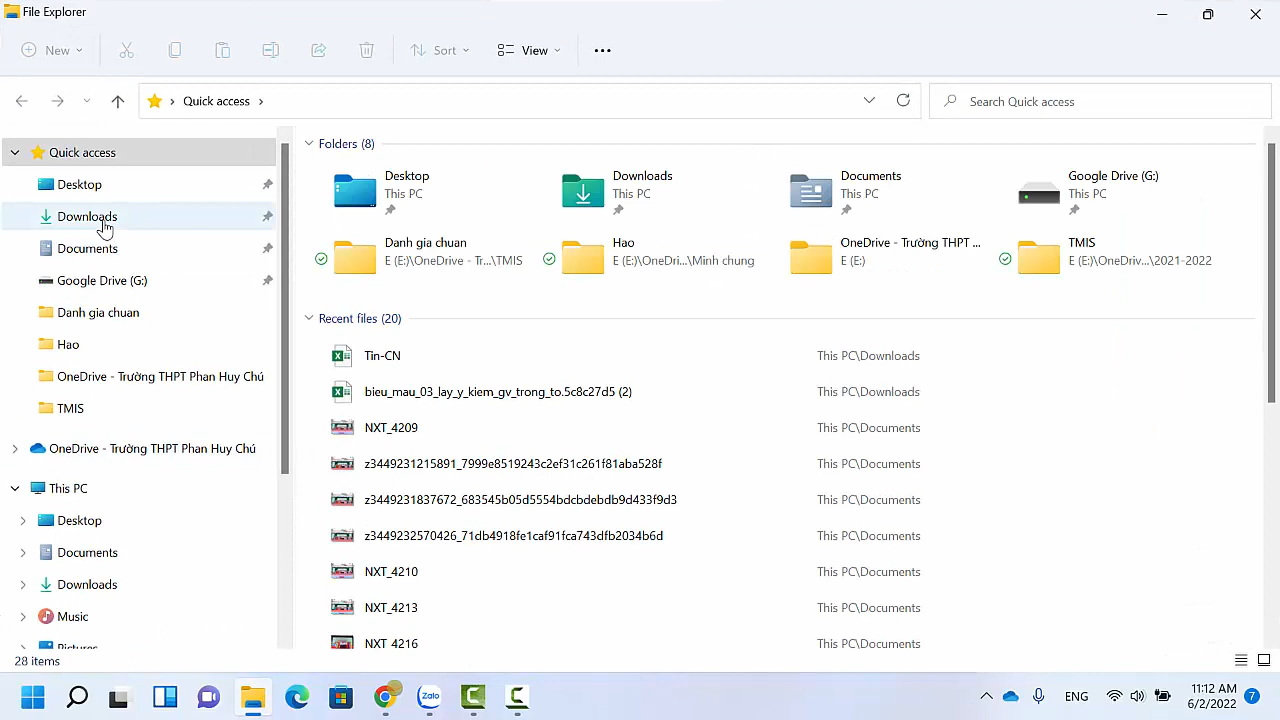 File Explorer
New
Sort
View
Quick access
Search Quick access
Quick access
Desktop
Downloads
Documents
Google Drive (G:)
Danh gia chuan
Hao
OneDrive - Trường THPT Phan Huy Chú
TMIS
OneDrive - Trường THPT Phan Huy Chú
This PC
Desktop
Documents
Downloads
Music
Pictures
Folders (8)
Desktop
This PC
Downloads
This PC
Documents
This PC
Google Drive (G:)
This PC
Danh gia chuan
E (E:)\OneDrive - Tr...\TMIS
Hao
E (E:)\OneDri...\Minh chung
OneDrive - Trường THPT ...
E (E:)
TMIS
E (E:)\OneDriv...\2021-2022
Recent files (20)
Tin-CN This PC\Downloads
bieu_mau_03_lay_y_kiem_gv_trong_to.5c8c27d5 (2) This PC\Downloads
NXT_4209 This PC\Documents
z3449231215891_7999e8519243c2ef31c261f81aba528f This PC\Documents
z3449231837672_683545b05d5554bdcbdebdb9d433f9d3 This PC\Documents
z3449232570426_71db4918fe1caf91fca743dfb2034b6d This PC\Documents
NXT_4210 This PC\Documents
NXT_4213 This PC\Documents
NXT_4216 This PC\Documents
28 items
Zalo
ENG
11:12 AM
6/2/2022
7